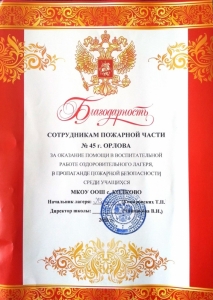 Благодарность
СОТРУДНИКАМ ПОЖАРНОЙ ЧАСТИ
№ 45 г. ОРЛОВА
ЗА ОКАЗАНИЕ ПОМОЩИ В ВОСПИТАТЕЛЬНОЙ
РАБОТЕ ОЗДОРОВИТЕЛЬНОГО ЛАГЕРЯ,
В ПРОПАГАНДЕ ПОЖАРНОЙ БЕЗОПАСНОСТИ
СРЕДИ УЧАЩИХСЯ
МКОУ ООШ
Начальник лагеря:
Директор школы: